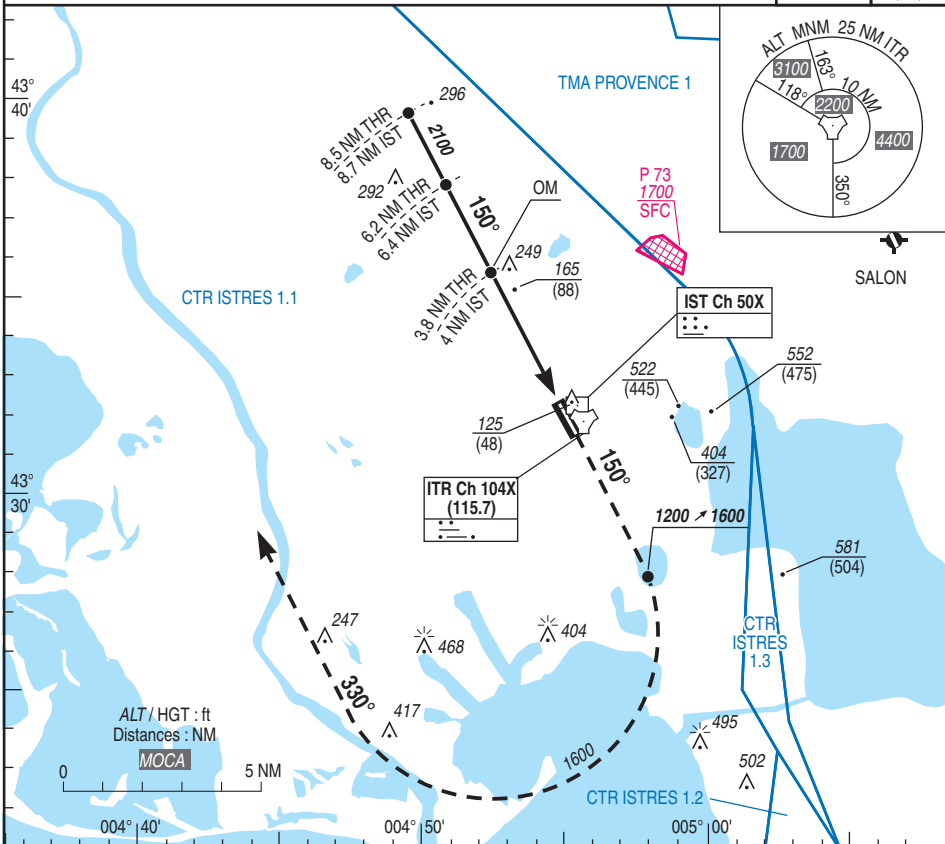 ALT MNM 25 NM ITR
3100
163°
118°
10 NM
2200
1700
4400
350°
43°
40'
TMA PROVENCE 1
296
8.5 NM THR
8.7 NM IST
2100
292
6.2 NM THR
6.4 NM IST
150°
OM
P 73
1700
SFC
249
165
(88)
SALON
CTR ISTRES 1.1
3.8 NM THR
4 NM IST
IST Ch 50X
522
(445)
552
(475)
125
(48)
404
(327)
150°
ITR Ch 104X
(115.7)
43°
30'
1200 ↗ 1600
581
(504)
247
468
404
CTR
ISTRES
1.3
330°
417
495
ALT / HGT : ft
Distances : NM
MOCA
1600
502
0 5 NM
CTR ISTRES 1.2
004° 40'
004° 50'
005° 00'